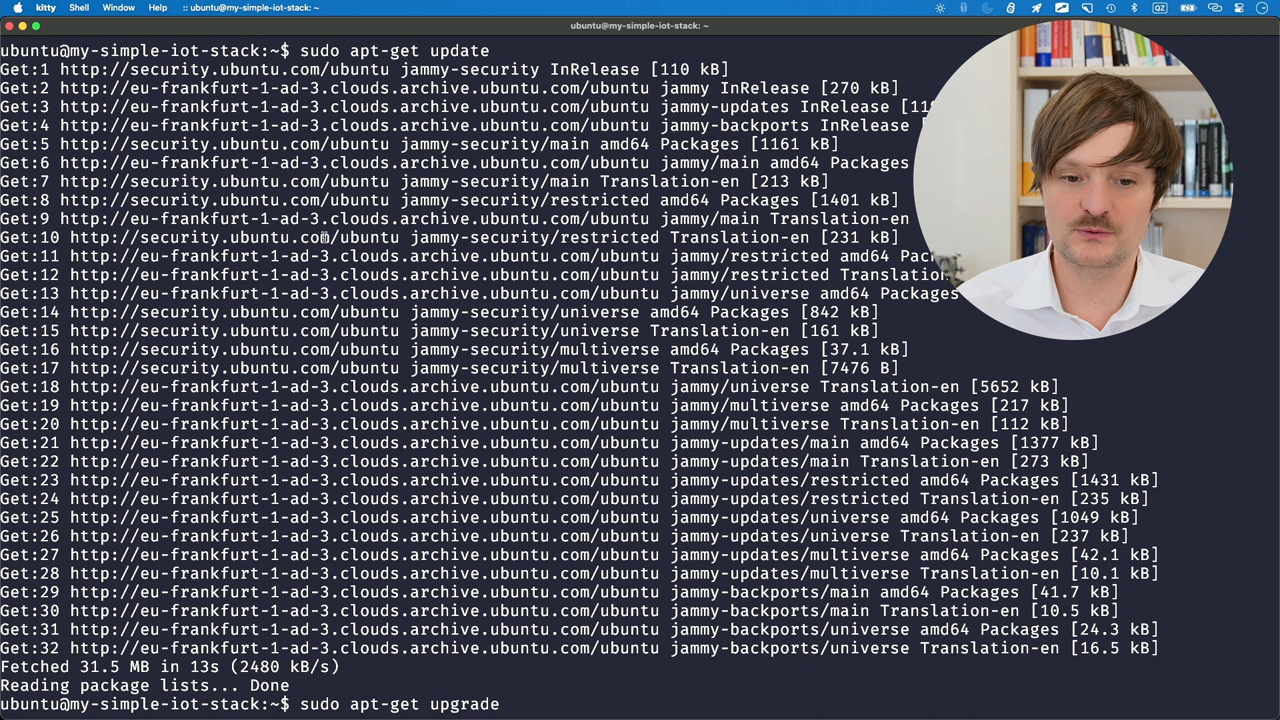 kitty Shell Window Help :: ubuntu@my-simple-iot-stack: ~
ubuntu@my-simple-iot-stack: ~
ubuntu@my-simple-iot-stack:~$ sudo apt-get update
Get:1 http://security.ubuntu.com/ubuntu jammy-security InRelease [110 kB]
Get:2 http://eu-frankfurt-1-ad-3.clouds.archive.ubuntu.com/ubuntu jammy InRelease [270 kB]
Get:3 http://eu-frankfurt-1-ad-3.clouds.archive.ubuntu.com/ubuntu jammy-updates InRelease
Get:4 http://eu-frankfurt-1-ad-3.clouds.archive.ubuntu.com/ubuntu jammy-backports InRelease
Get:5 http://security.ubuntu.com/ubuntu jammy-security/main amd64 Packages [1161 kB]
Get:6 http://eu-frankfurt-1-ad-3.clouds.archive.ubuntu.com/ubuntu jammy/main amd64 Packages
Get:7 http://security.ubuntu.com/ubuntu jammy-security/main Translation-en [213 kB]
Get:8 http://security.ubuntu.com/ubuntu jammy-security/restricted amd64 Packages [1401 kB]
Get:9 http://eu-frankfurt-1-ad-3.clouds.archive.ubuntu.com/ubuntu jammy/main Translation-en
Get:10 http://security.ubuntu.com/ubuntu jammy-security/restricted Translation-en [231 kB]
Get:11 http://eu-frankfurt-1-ad-3.clouds.archive.ubuntu.com/ubuntu jammy/restricted amd64
Get:12 http://eu-frankfurt-1-ad-3.clouds.archive.ubuntu.com/ubuntu jammy/restricted
Get:13 http://eu-frankfurt-1-ad-3.clouds.archive.ubuntu.com/ubuntu jammy/universe amd64 Packages
Get:14 http://security.ubuntu.com/ubuntu jammy-security/universe amd64 Packages [842 kB]
Get:15 http://security.ubuntu.com/ubuntu jammy-security/universe Translation-en [161 kB]
Get:16 http://security.ubuntu.com/ubuntu jammy-security/multiverse amd64 Packages [37.1 kB]
Get:17 http://security.ubuntu.com/ubuntu jammy-security/multiverse Translation-en [7476 B]
Get:18 http://eu-frankfurt-1-ad-3.clouds.archive.ubuntu.com/ubuntu jammy/universe Translation-en [5652 kB]
Get:19 http://eu-frankfurt-1-ad-3.clouds.archive.ubuntu.com/ubuntu jammy/multiverse amd64 Packages [217 kB]
Get:20 http://eu-frankfurt-1-ad-3.clouds.archive.ubuntu.com/ubuntu jammy/multiverse Translation-en [112 kB]
Get:21 http://eu-frankfurt-1-ad-3.clouds.archive.ubuntu.com/ubuntu jammy-updates/main amd64 Packages [1377 kB]
Get:22 http://eu-frankfurt-1-ad-3.clouds.archive.ubuntu.com/ubuntu jammy-updates/main Translation-en [273 kB]
Get:23 http://eu-frankfurt-1-ad-3.clouds.archive.ubuntu.com/ubuntu jammy-updates/restricted amd64 Packages [1431 kB]
Get:24 http://eu-frankfurt-1-ad-3.clouds.archive.ubuntu.com/ubuntu jammy-updates/restricted Translation-en [235 kB]
Get:25 http://eu-frankfurt-1-ad-3.clouds.archive.ubuntu.com/ubuntu jammy-updates/universe amd64 Packages [1049 kB]
Get:26 http://eu-frankfurt-1-ad-3.clouds.archive.ubuntu.com/ubuntu jammy-updates/universe Translation-en [237 kB]
Get:27 http://eu-frankfurt-1-ad-3.clouds.archive.ubuntu.com/ubuntu jammy-updates/multiverse amd64 Packages [42.1 kB]
Get:28 http://eu-frankfurt-1-ad-3.clouds.archive.ubuntu.com/ubuntu jammy-updates/multiverse Translation-en [10.1 kB]
Get:29 http://eu-frankfurt-1-ad-3.clouds.archive.ubuntu.com/ubuntu jammy-backports/main amd64 Packages [41.7 kB]
Get:30 http://eu-frankfurt-1-ad-3.clouds.archive.ubuntu.com/ubuntu jammy-backports/main Translation-en [10.5 kB]
Get:31 http://eu-frankfurt-1-ad-3.clouds.archive.ubuntu.com/ubuntu jammy-backports/universe amd64 Packages [24.3 kB]
Get:32 http://eu-frankfurt-1-ad-3.clouds.archive.ubuntu.com/ubuntu jammy-backports/universe Translation-en [16.5 kB]
Fetched 31.5 MB in 13s (2480 kB/s)
Reading package lists... Done
ubuntu@my-simple-iot-stack:~$ sudo apt-get upgrade